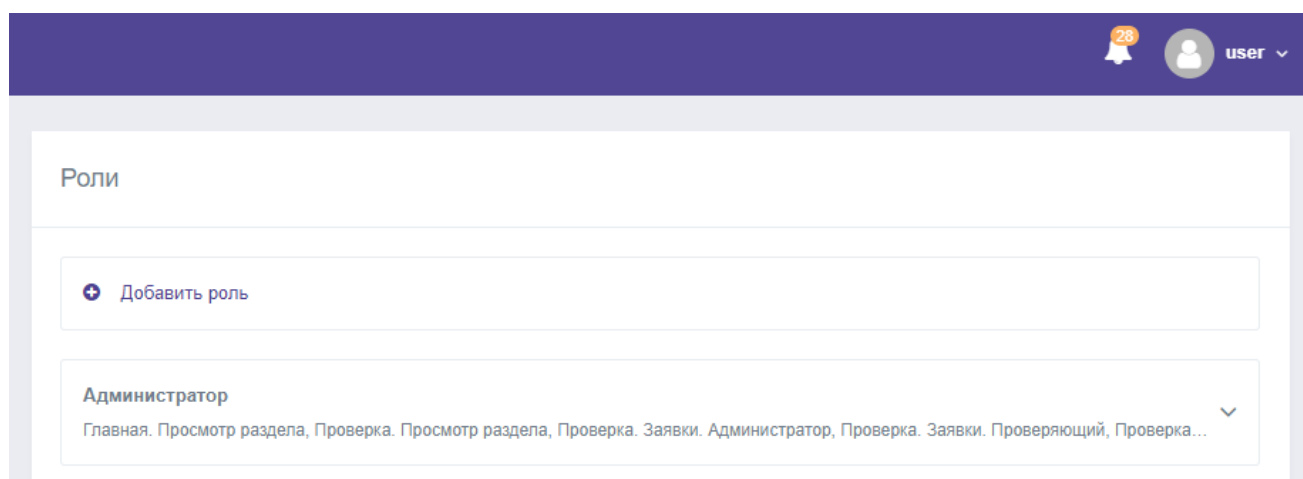 28
user
Роли
Добавить роль
Администратор
Главная. Просмотр раздела, Проверка. Просмотр раздела, Проверка. Заявки. Администратор, Проверка. Заявки. Проверяющий, Проверка…